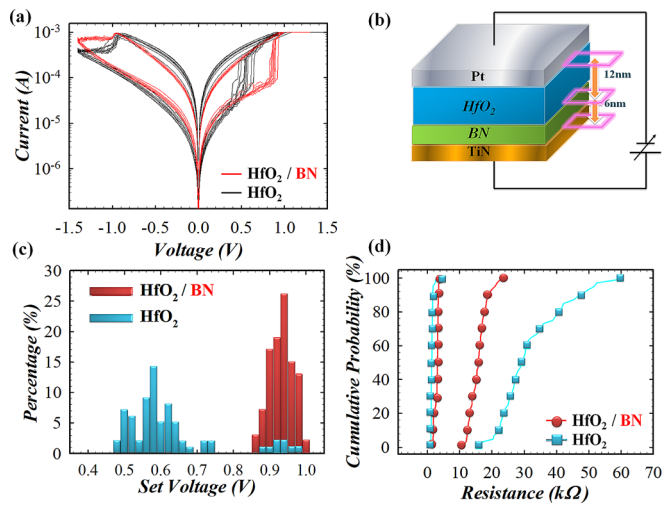 (a)
10⁻³
10⁻⁴
10⁻⁵
10⁻⁶
Current (A)
HfO₂ / BN
HfO₂
-1.5 -1.0 -0.5 0.0 0.5 1.0 1.5
Voltage (V)
(b)
Pt
12nm
HfO₂
6nm
BN
TiN
(c)
30
25
20
15
10
5
0
Percentage (%)
HfO₂ / BN
HfO₂
0.4 0.5 0.6 0.7 0.8 0.9 1.0
Set Voltage (V)
(d)
100
80
60
40
20
0
Cumulative Probability (%)
HfO₂ / BN
HfO₂
0 10 20 30 40 50 60 70
Resistance (kΩ)